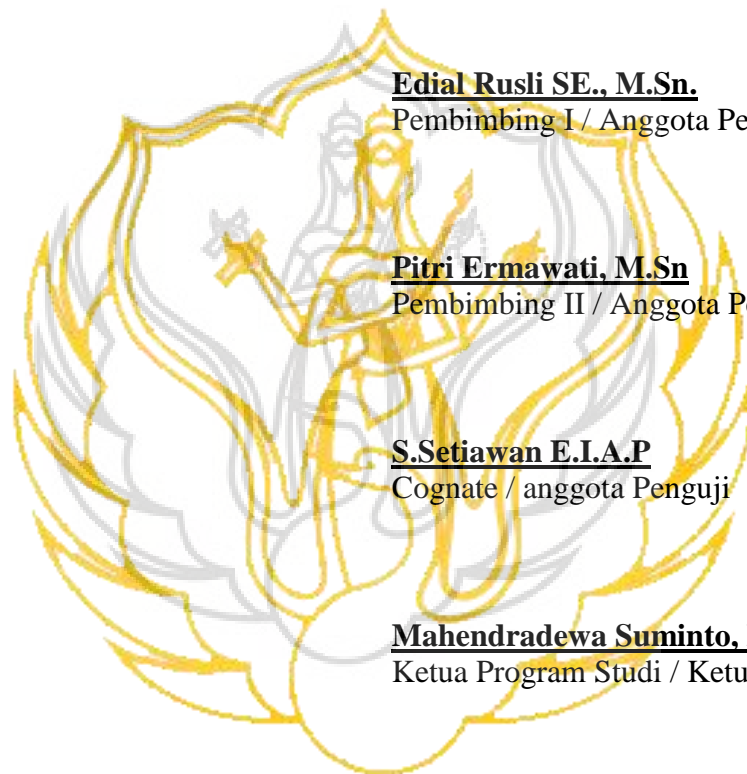 Edial Rusli SE., M.Sn.
Pembimbing I / Anggota Pe
Pitri Ermawati, M.Sn
Pembimbing II / Anggota P
S.Setiawan E.I.A.P
Cognate / anggota Penguji
Mahendradewa Suminto,
Ketua Program Studi / Ketu